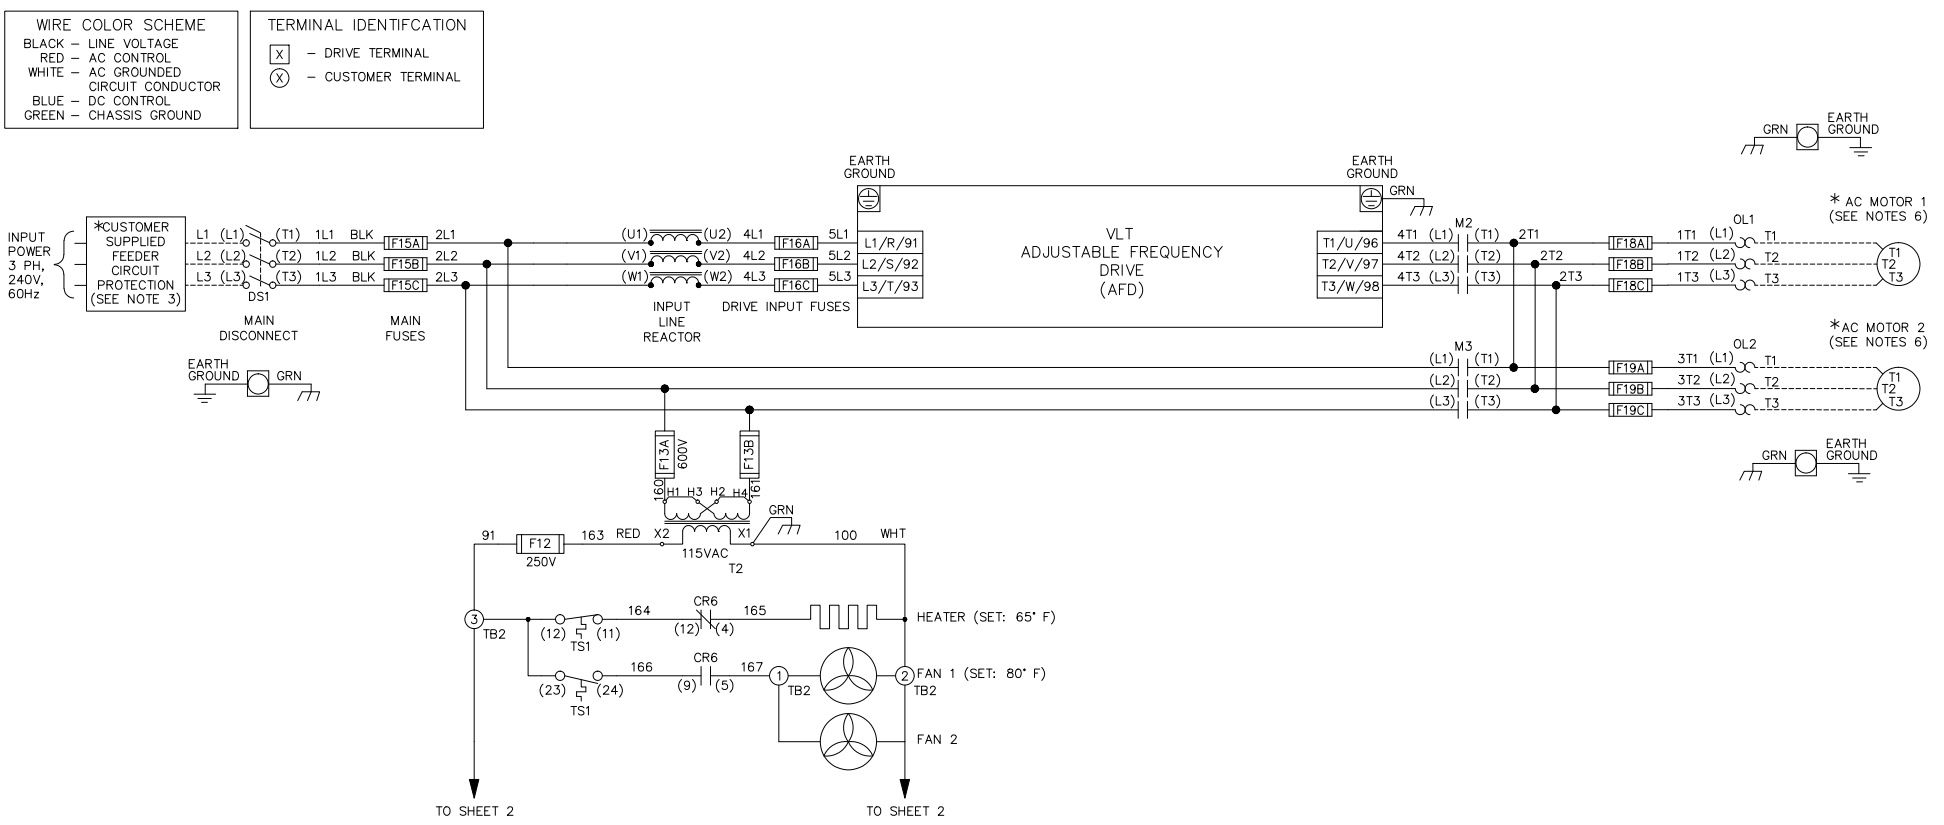 WIRE COLOR SCHEME
BLACK – LINE VOLTAGE
RED – AC CONTROL
WHITE – AC GROUNDED
CIRCUIT CONDUCTOR
BLUE – DC CONTROL
GREEN – CHASSIS GROUND
TERMINAL IDENTIFCATION
X – DRIVE TERMINAL
X – CUSTOMER TERMINAL
GRN
EARTH
GROUND
EARTH
GROUND
EARTH
GROUND
GRN
INPUT
POWER
3 PH,
240V,
60Hz
*CUSTOMER
SUPPLIED
FEEDER
CIRCUIT
PROTECTION
(SEE NOTE 3)
L1 (L1) (T1) 1L1 BLK F15A 2L1
L2 (L2) (T2) 1L2 BLK F15B 2L2
L3 (L3) (T3) 1L3 BLK F15C 2L3
DS1
MAIN
DISCONNECT
MAIN
FUSES
(U1) (U2) 4L1 F16A 5L1 L1/R/91
(V1) (V2) 4L2 F16B 5L2 L2/S/92
(W1) (W2) 4L3 F16C 5L3 L3/T/93
INPUT
LINE
REACTOR
DRIVE INPUT FUSES
VLT
ADJUSTABLE FREQUENCY
DRIVE
(AFD)
M2
T1/U/96 4T1 (L1) (T1) 2T1 F18A 1T1 (L1) T1
T2/V/97 4T2 (L2) (T2) 2T2 F18B 1T2 (L2) T2
T3/W/98 4T3 (L3) (T3) 2T3 F18C 1T3 (L3) T3
OL1
* AC MOTOR 1
(SEE NOTES 6)
T1
T2
T3
EARTH
GROUND
GRN
M3
(L1) (T1) F19A 3T1 (L1) T1
(L2) (T2) F19B 3T2 (L2) T2
(L3) (T3) F19C 3T3 (L3) T3
OL2
*AC MOTOR 2
(SEE NOTES 6)
T1
T2
T3
GRN
EARTH
GROUND
F13A
600V
F13B
160
161
H1 H3 H2 H4
GRN
91 F12 163 RED X2 X1 100 WHT
250V
115VAC
T2
3
TB2
(12) (11)
TS1
164
CR6
(12) (4)
165
HEATER (SET: 65° F)
(23) (24)
TS1
166
CR6
(9) (5)
167
1
TB2
2
TB2
FAN 1 (SET: 80° F)
FAN 2
TO SHEET 2
TO SHEET 2